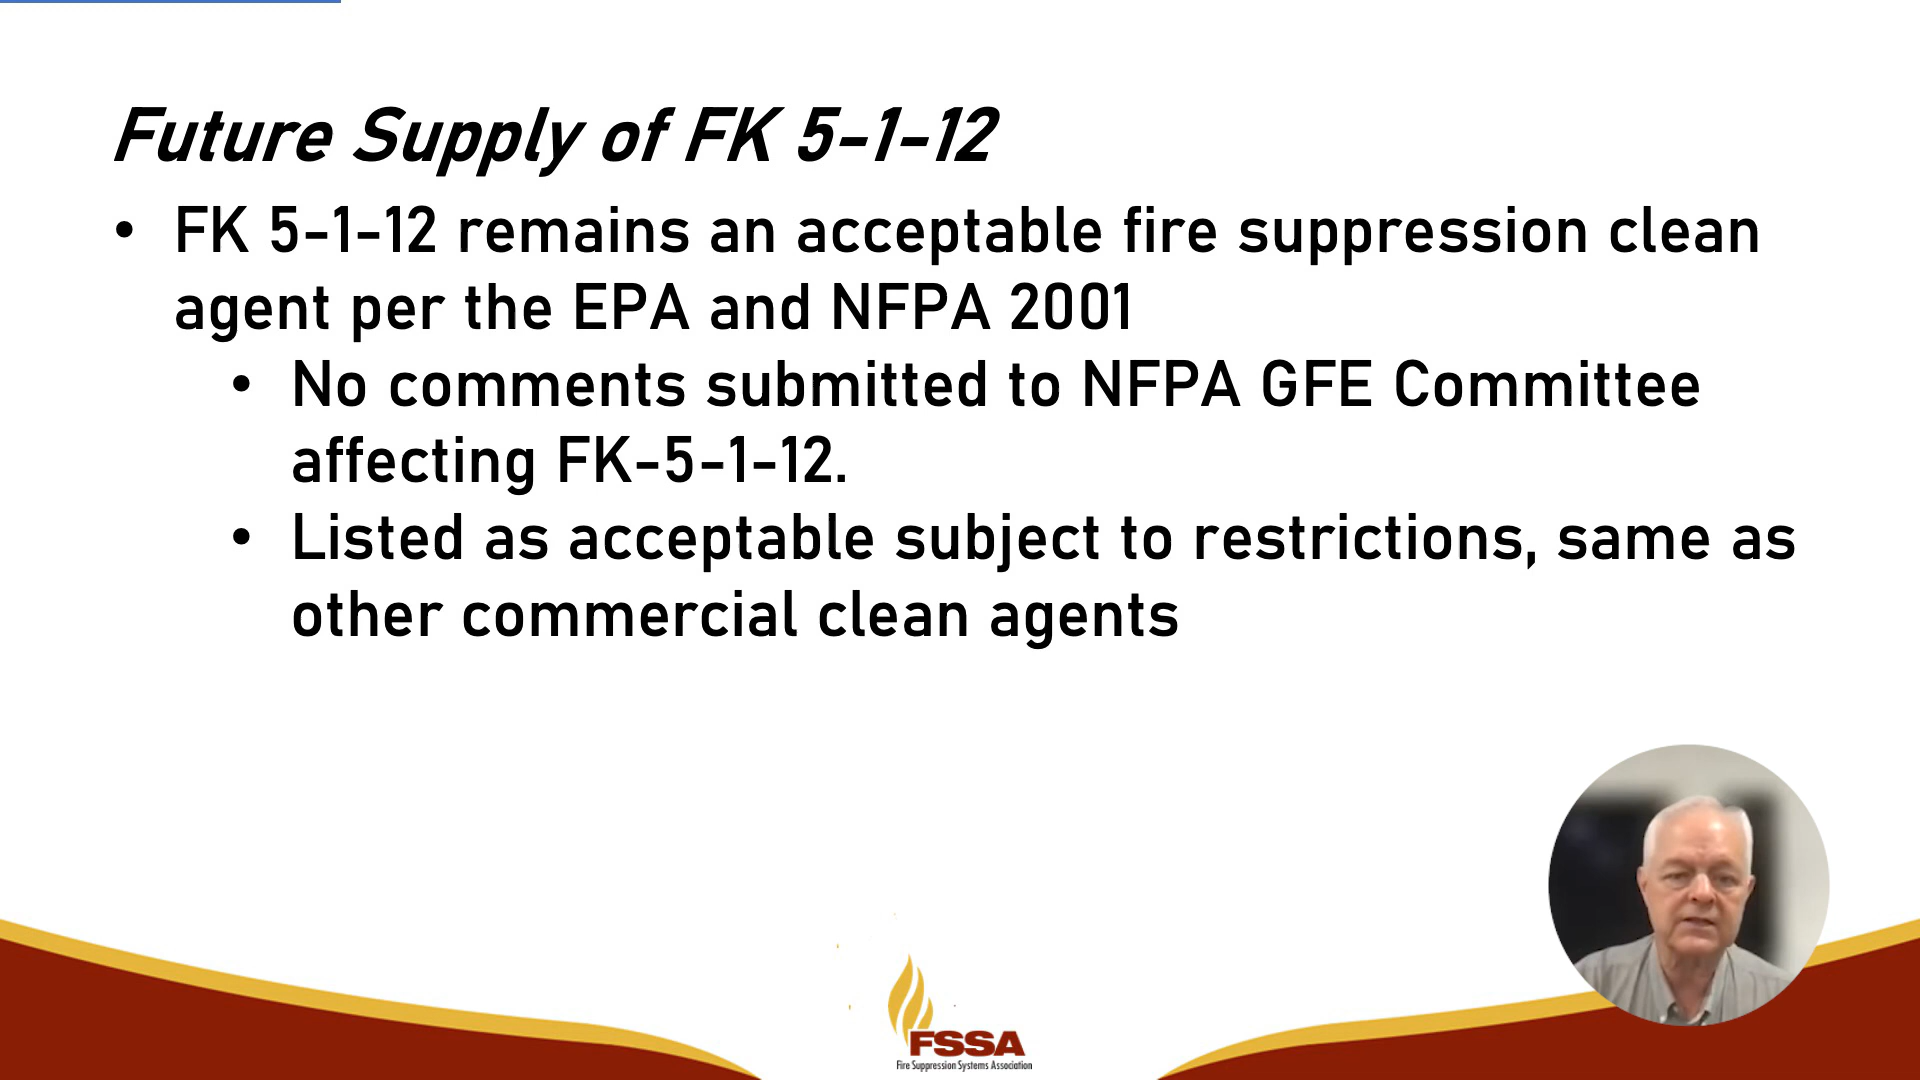 Future Supply of FK 5-1-12
• FK 5-1-12 remains an acceptable fire suppression clean
agent per the EPA and NFPA 2001
• No comments submitted to NFPA GFE Committee
affecting FK-5-1-12.
• Listed as acceptable subject to restrictions, same as
other commercial clean agents
FSSA
Fire Suppression Systems Association